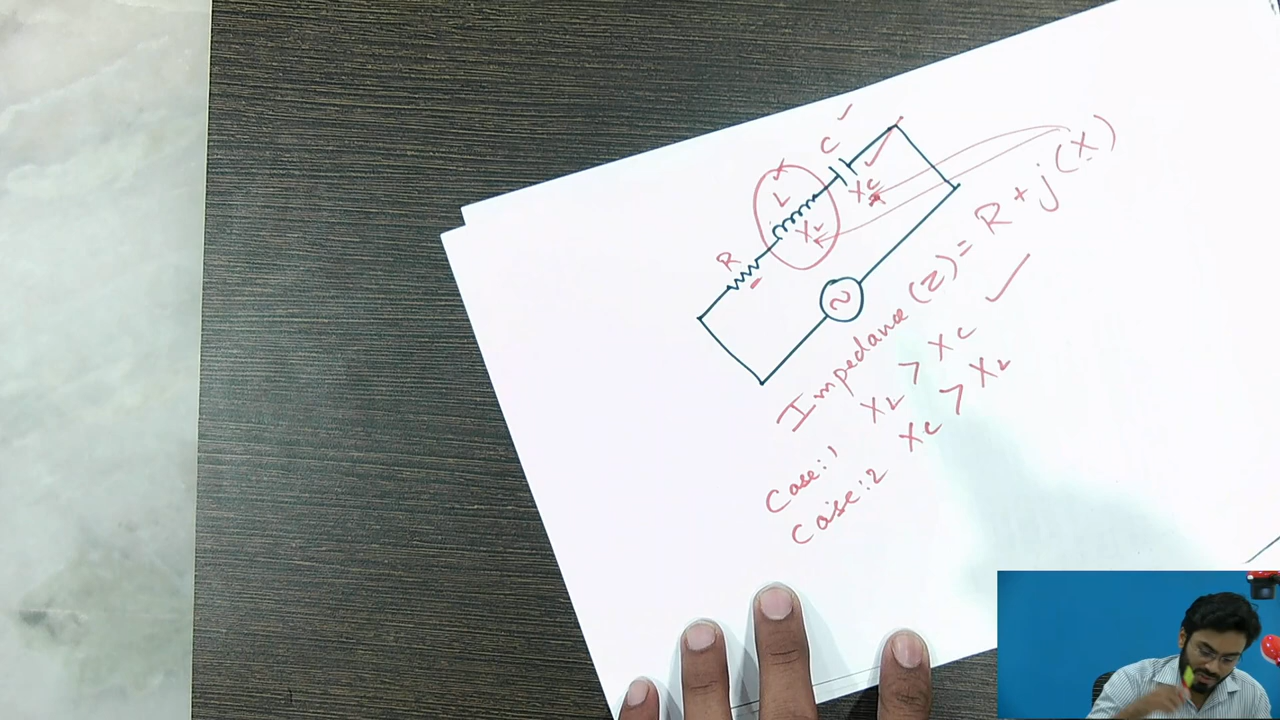 C
L
Xc
XL
R
~
Impedance (Z) = R + j(X)
Case:1 XL > Xc
Case:2 Xc > XL